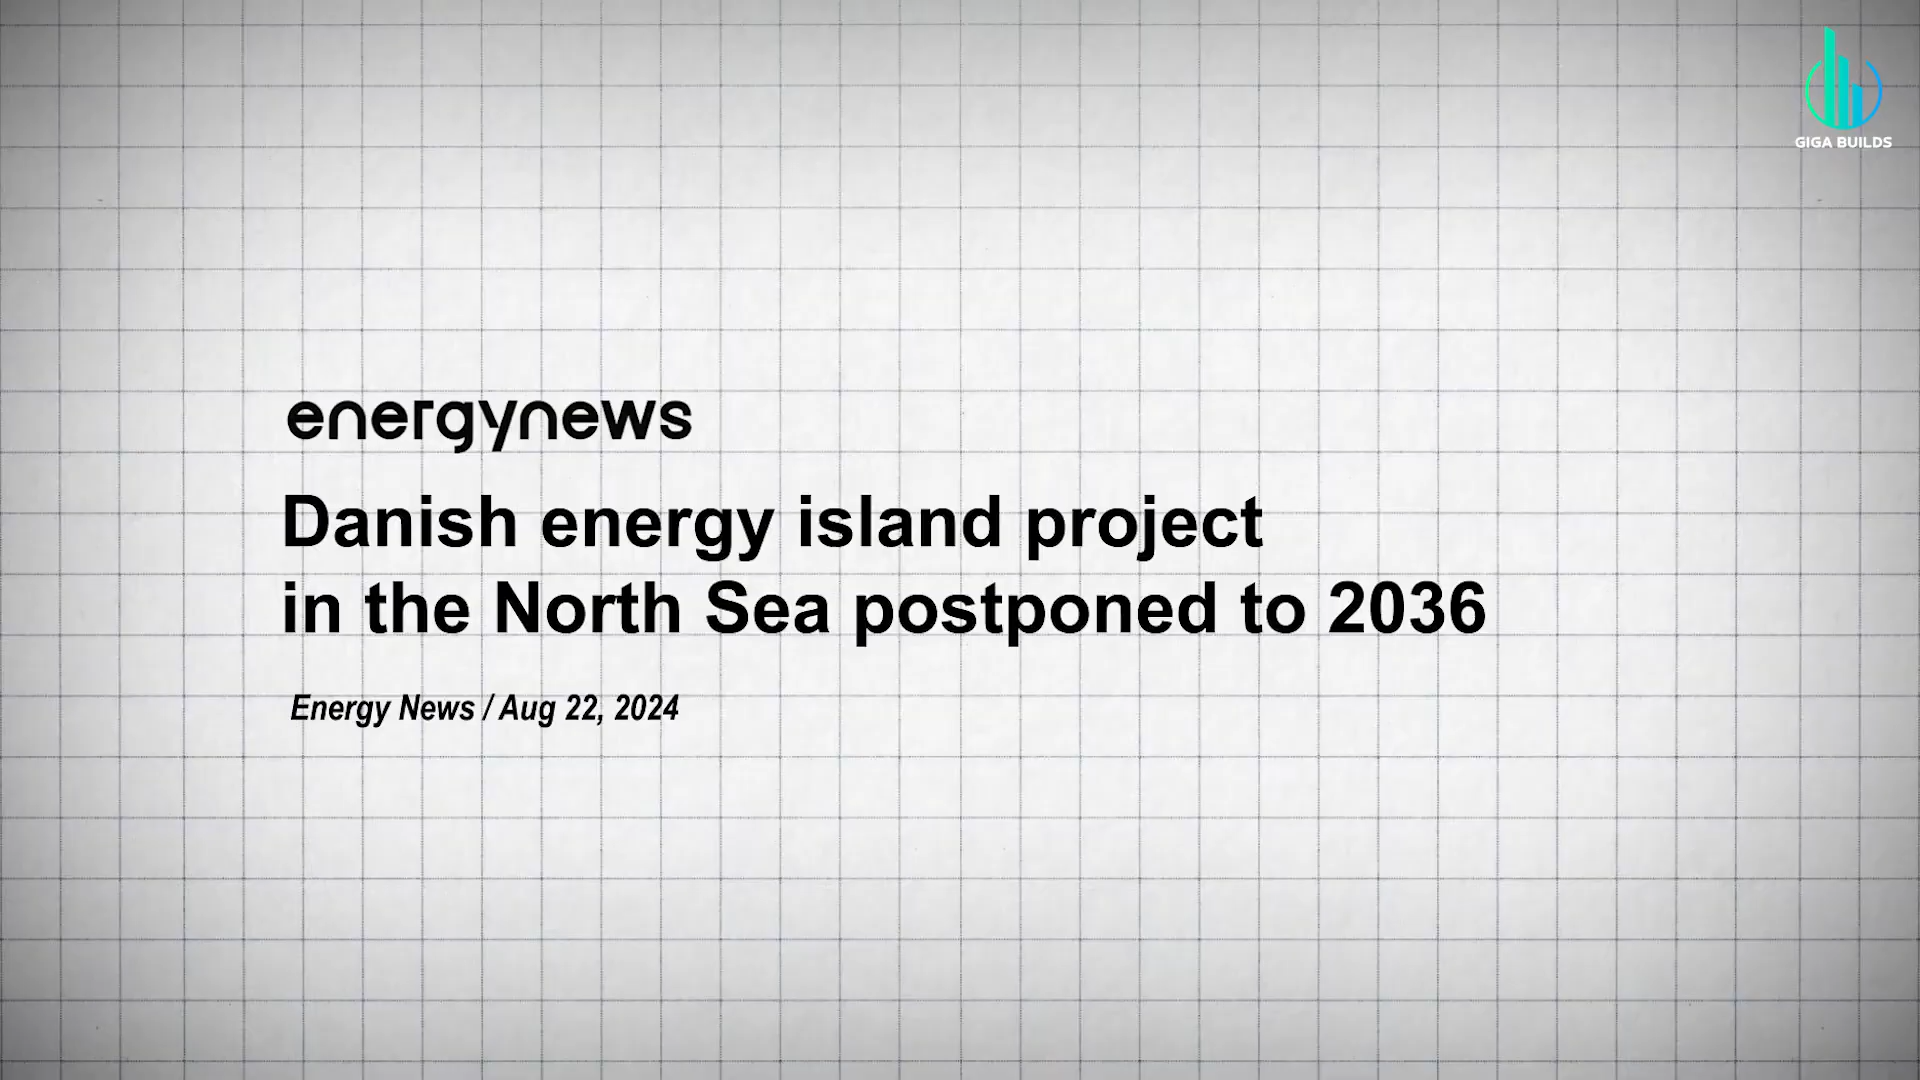 GIGA BUILDS
energynews
Danish energy island project
in the North Sea postponed to 2036
Energy News / Aug 22, 2024